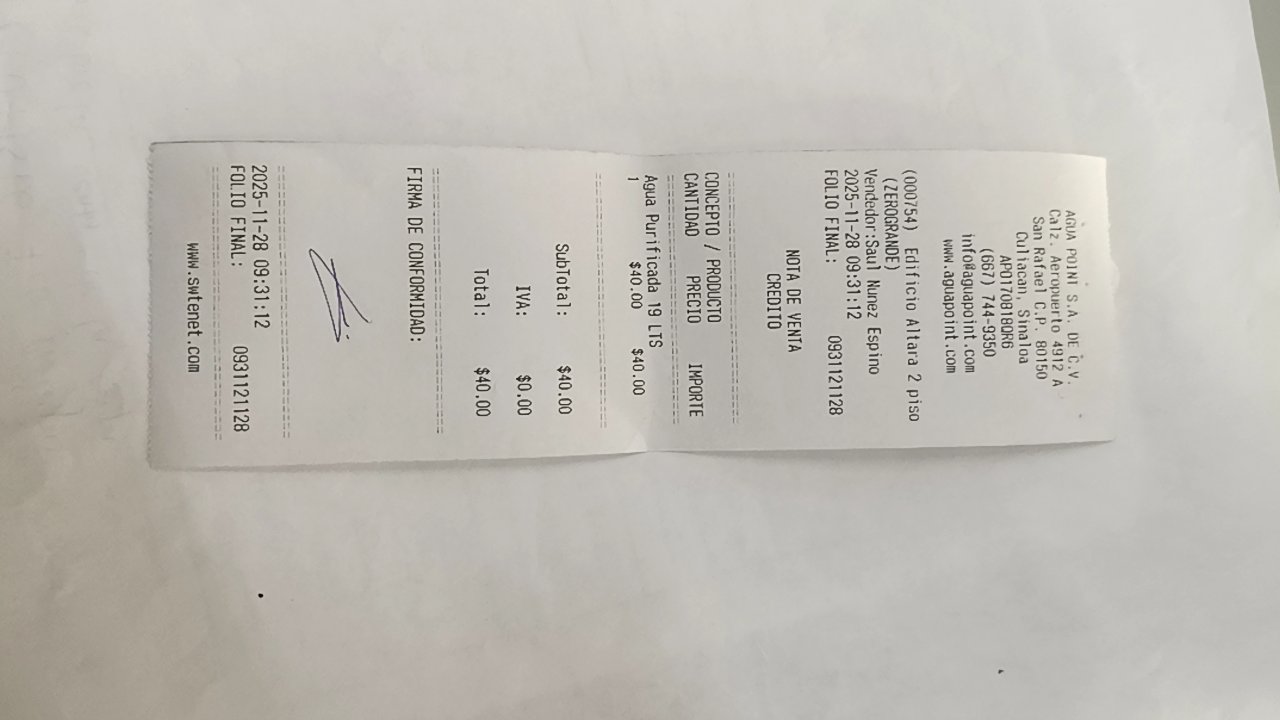 AGUA POINT S.A. DE C.V.
Calz. Aeropuerto 4912 A
San Rafael C.P. 80150
Culiacan, Sinaloa
APO170818QR6
(667) 744-9350
info@aguapoint.com
www.aguapoint.com
(000754) Edificio Altara 2 piso
(ZEROGRANDE)
Vendedor:Saul Nunez Espino
2025-11-28 09:31:12
FOLIO FINAL: 0931121128
NOTA DE VENTA
CREDITO
CONCEPTO / PRODUCTO
CANTIDAD PRECIO IMPORTE
Agua Purificada 19 LTS
1 $40.00 $40.00
SubTotal: $40.00
IVA: $0.00
Total: $40.00
FIRMA DE CONFORMIDAD:
2025-11-28 09:31:12
FOLIO FINAL: 0931121128
www.swtenet.com